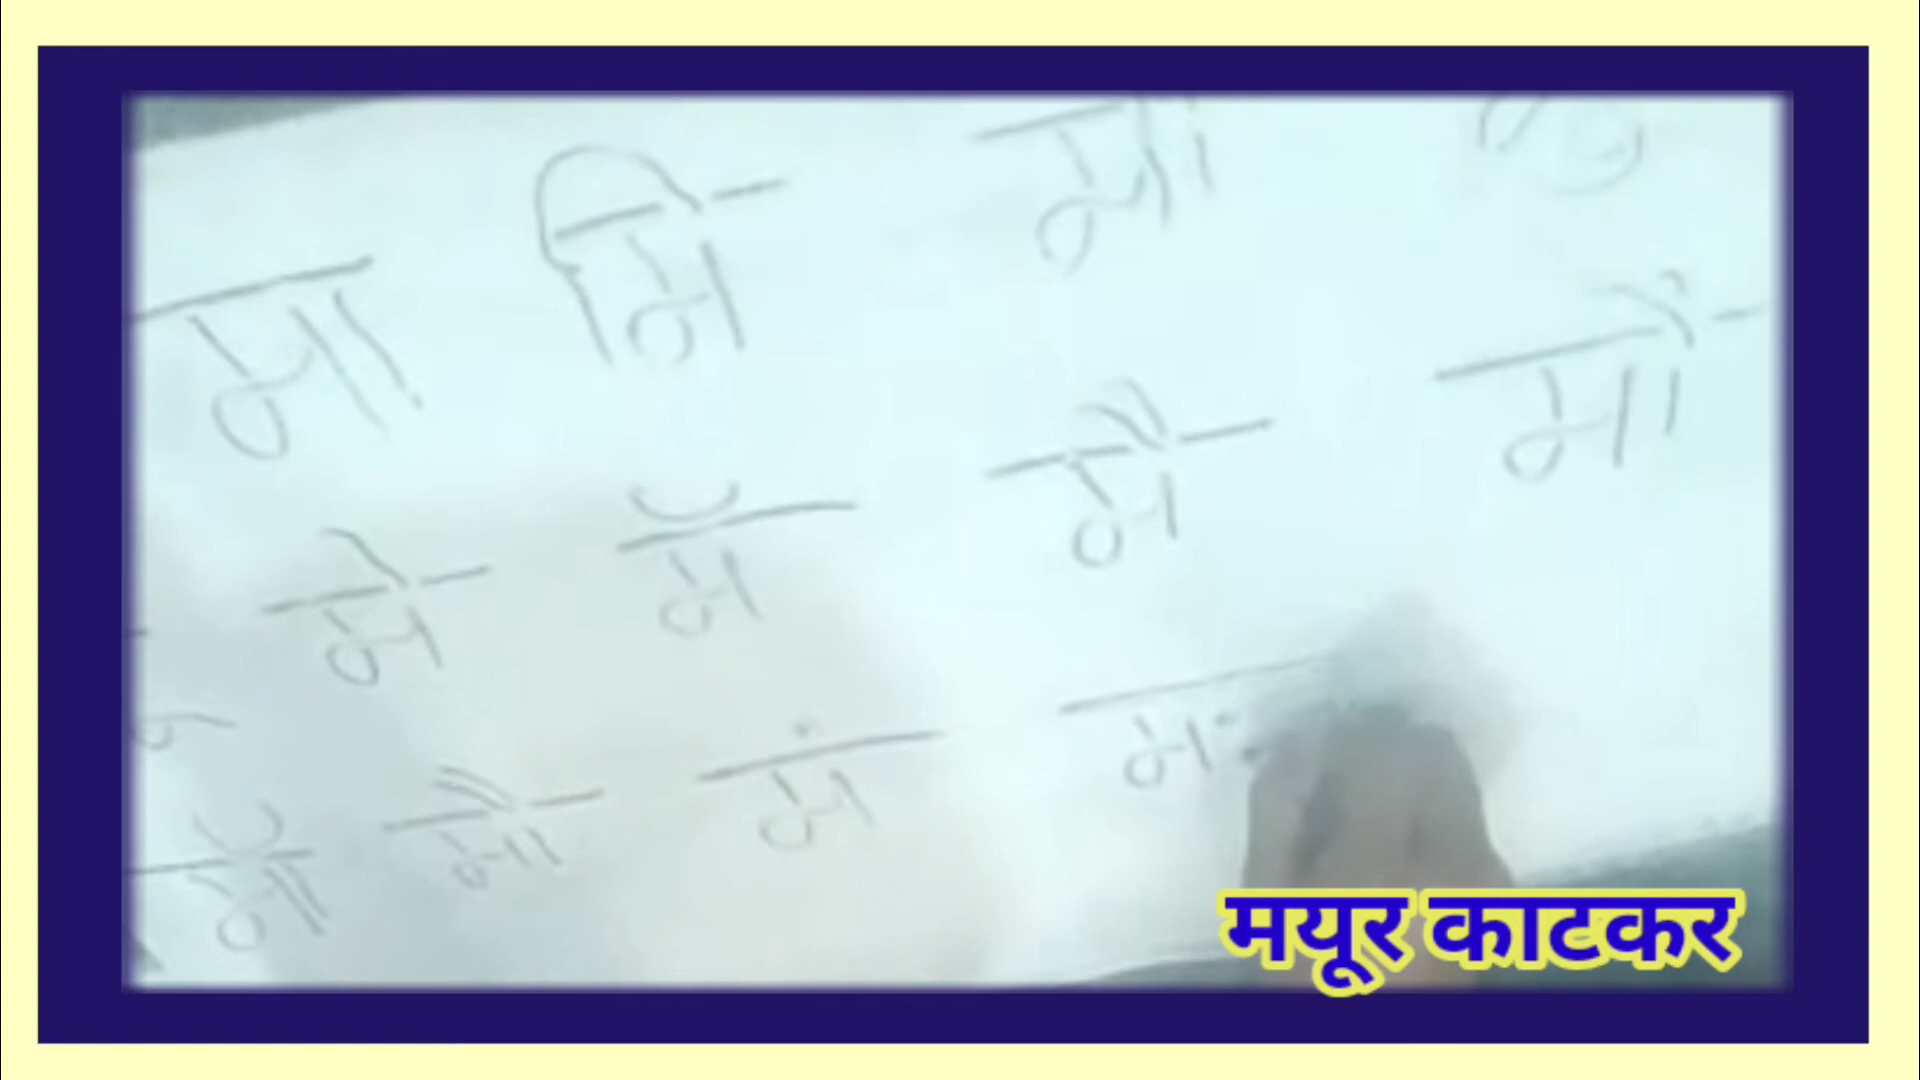 मा मि मी
मे मॅ मै मो
मॉ मौ मं मः
मयूर काटकर